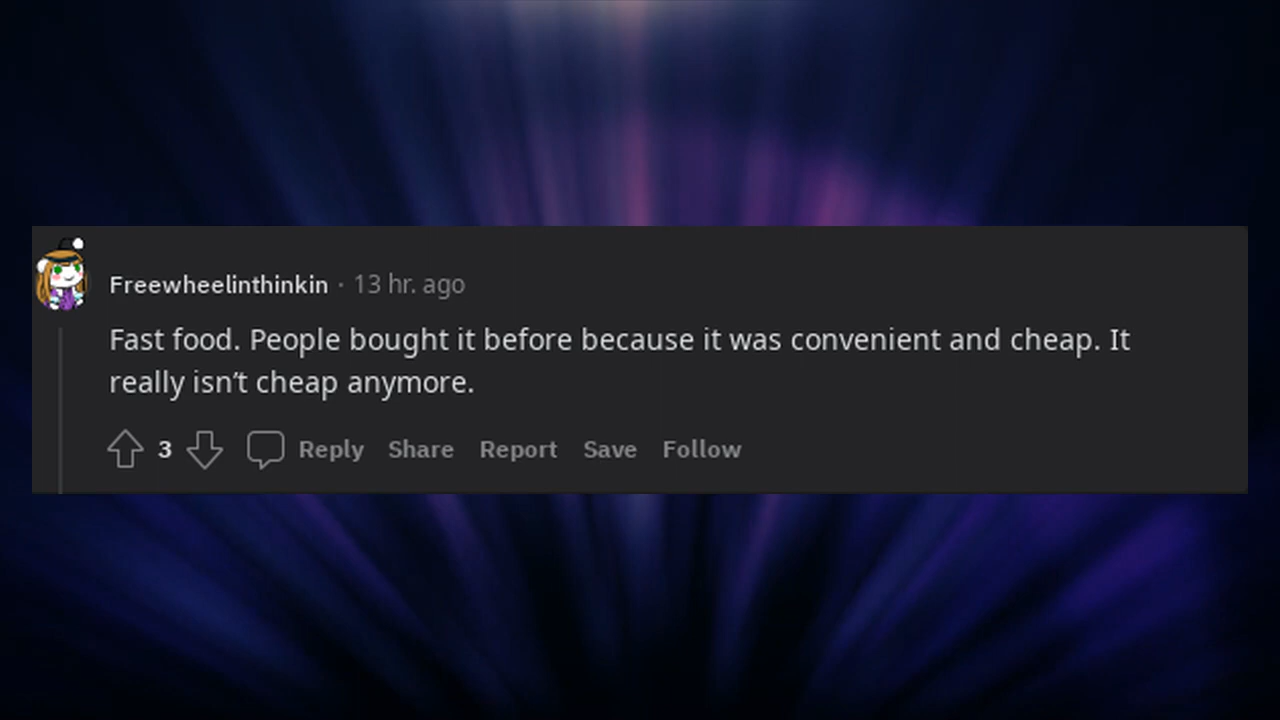 Freewheelinthinkin · 13 hr. ago
Fast food. People bought it before because it was convenient and cheap. It
really isn’t cheap anymore.
3 Reply Share Report Save Follow